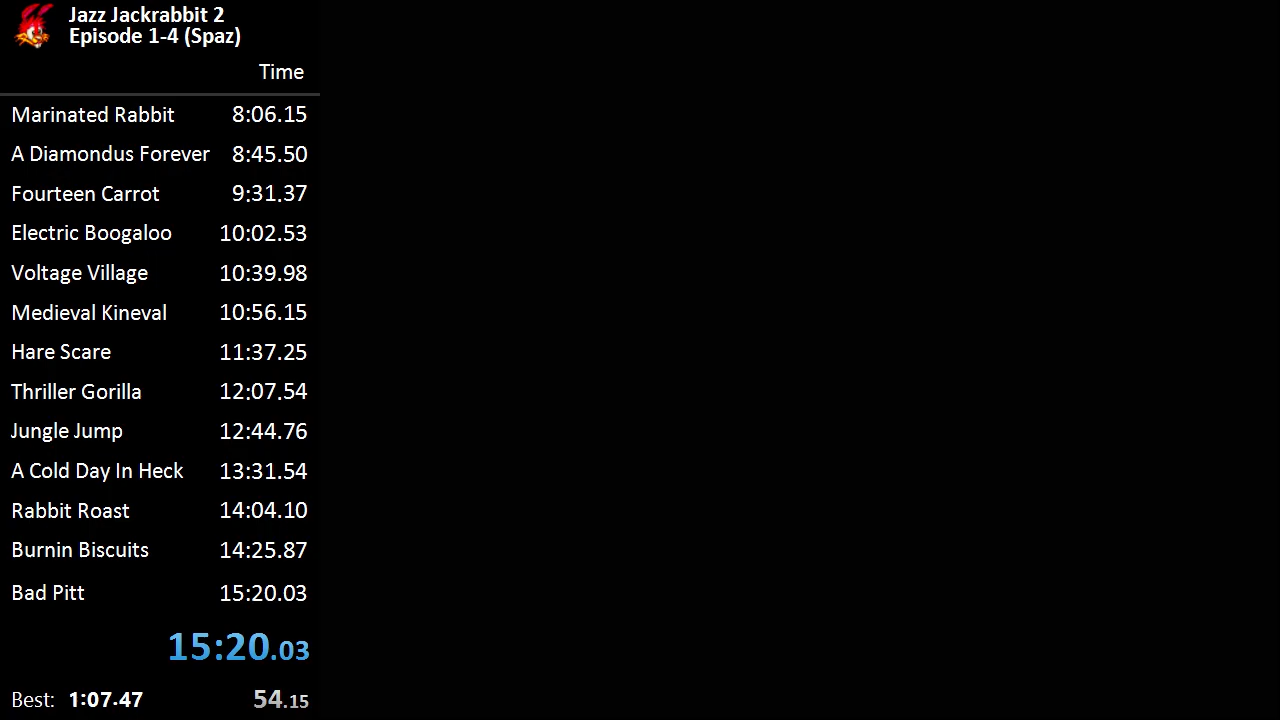 Jazz Jackrabbit 2
Episode 1-4 (Spaz)
Time
Marinated Rabbit 8:06.15
A Diamondus Forever 8:45.50
Fourteen Carrot 9:31.37
Electric Boogaloo 10:02.53
Voltage Village 10:39.98
Medieval Kineval 10:56.15
Hare Scare 11:37.25
Thriller Gorilla 12:07.54
Jungle Jump 12:44.76
A Cold Day In Heck 13:31.54
Rabbit Roast 14:04.10
Burnin Biscuits 14:25.87
Bad Pitt 15:20.03
15:20.03
Best: 1:07.47 54.15